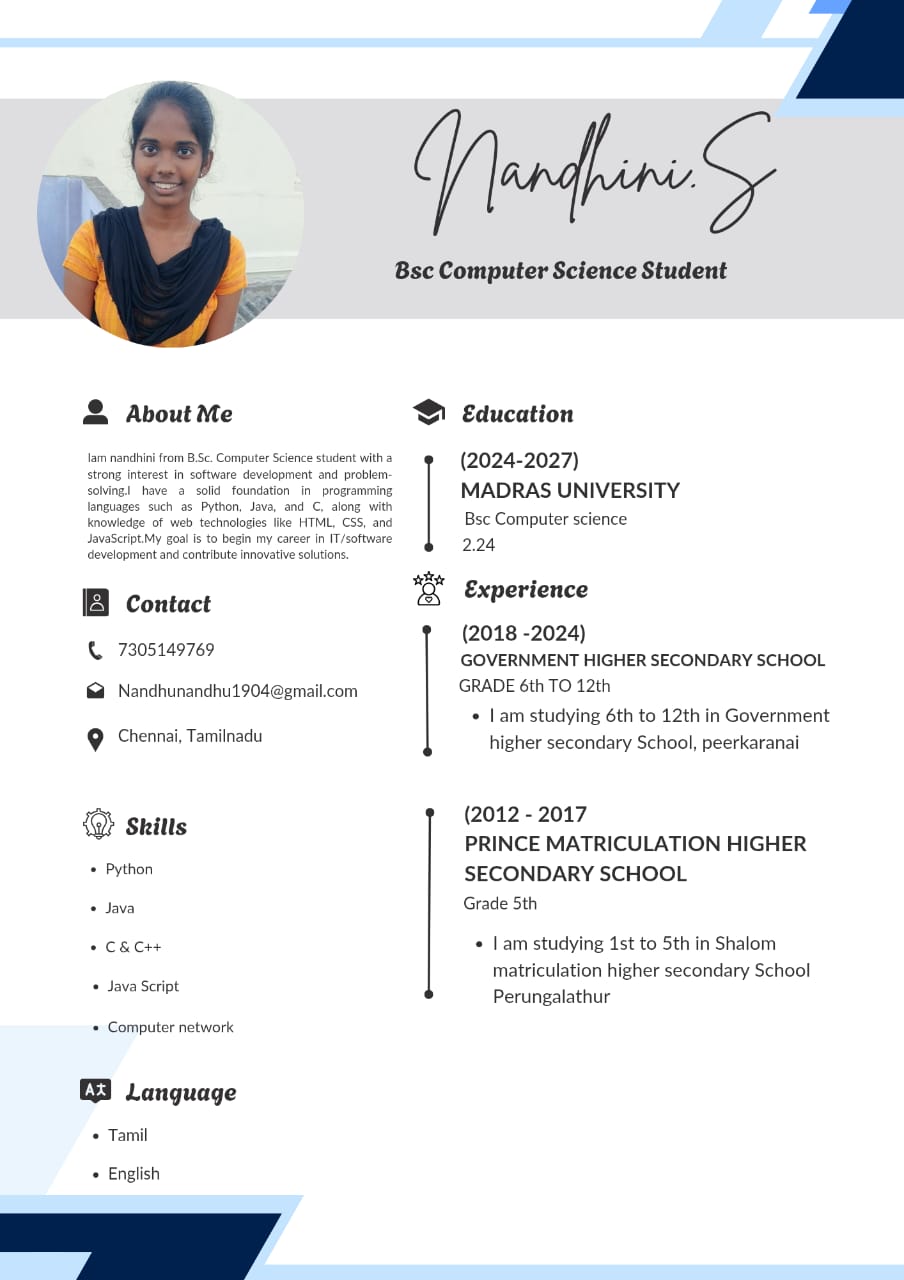 Nandhini.S
Bsc Computer Science Student
About Me
Iam nandhini from B.Sc. Computer Science student with a
strong interest in software development and problem-
solving.I have a solid foundation in programming
languages such as Python, Java, and C, along with
knowledge of web technologies like HTML, CSS, and
JavaScript.My goal is to begin my career in IT/software
development and contribute innovative solutions.
Contact
7305149769
Nandhunandhu1904@gmail.com
Chennai, Tamilnadu
Skills
• Python
• Java
• C & C++
• Java Script
• Computer network
Language
• Tamil
• English
Education
(2024-2027)
MADRAS UNIVERSITY
Bsc Computer science
2.24
Experience
(2018 -2024)
GOVERNMENT HIGHER SECONDARY SCHOOL
GRADE 6th TO 12th
• I am studying 6th to 12th in Government
higher secondary School, peerkaranai
(2012 - 2017
PRINCE MATRICULATION HIGHER
SECONDARY SCHOOL
Grade 5th
• I am studying 1st to 5th in Shalom
matriculation higher secondary School
Perungalathur